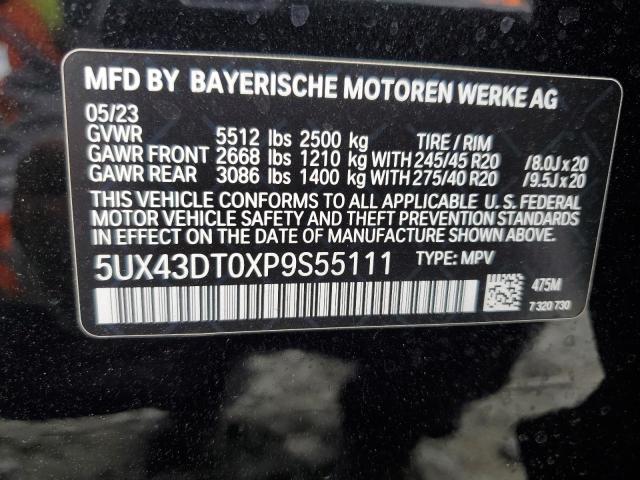 MFD BY BAYERISCHE MOTOREN WERKE AG
05/23
GVWR 5512 lbs 2500 kg TIRE / RIM
GAWR FRONT 2668 lbs 1210 kg WITH 245/45 R20 /8.0J x 20
GAWR REAR 3086 lbs 1400 kg WITH 275/40 R20 /9.5J x 20
THIS VEHICLE CONFORMS TO ALL APPLICABLE U. S. FEDERAL
MOTOR VEHICLE SAFETY AND THEFT PREVENTION STANDARDS
IN EFFECT ON THE DATE OF MANUFACTURE SHOWN ABOVE.
5UX43DT0XP9S55111 TYPE: MPV
475M
7 320 730